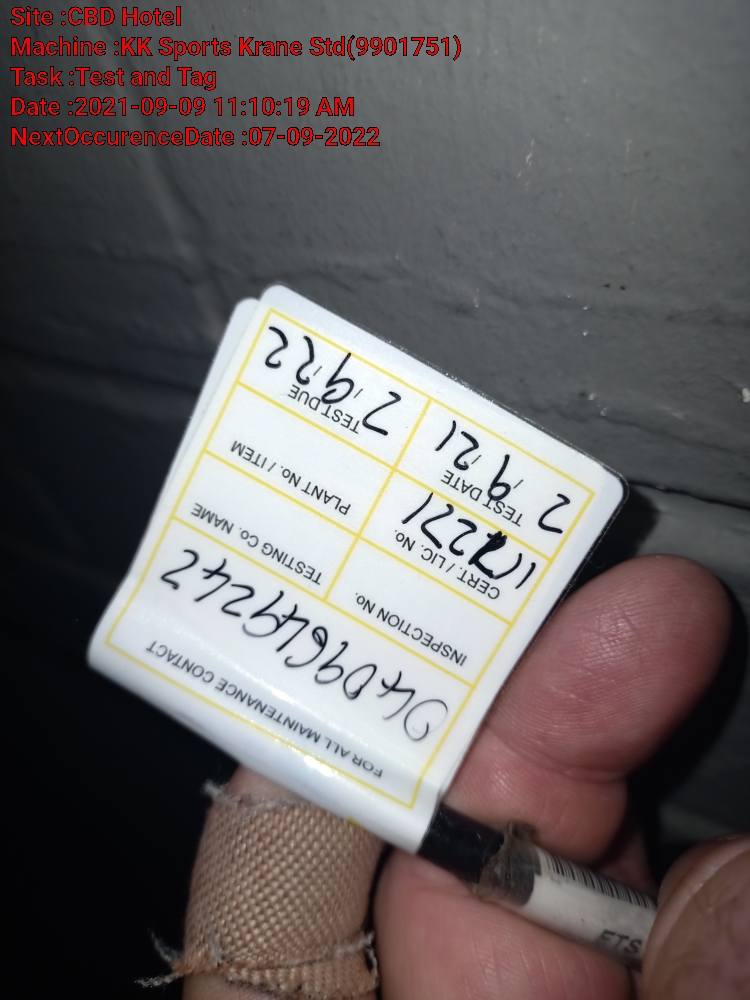 Site :CBD Hotel
Machine :KK Sports Krane Std(9901751)
Task :Test and Tag
Date :2021-09-09 11:10:19 AM
NextOccurenceDate :07-09-2022
FOR ALL MAINTENANCE CONTACT
0409649242
INSPECTION No.
TESTING Co. NAME
CERT. / LIC. No.
PLANT No. / ITEM
TEST DATE
2/9/21
TEST DUE
2/9/22
ETS